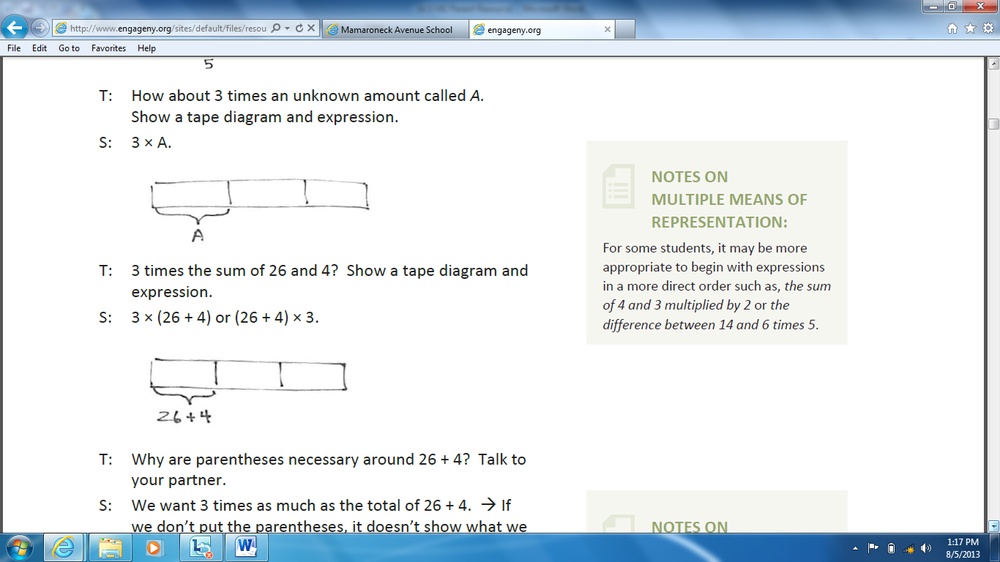 http://www.engageny.org/sites/default/files/resou
Mamaroneck Avenue School
engageny.org
File Edit Go to Favorites Help
5
T: How about 3 times an unknown amount called A.
Show a tape diagram and expression.
S: 3 × A.
A
T: 3 times the sum of 26 and 4? Show a tape diagram and
expression.
S: 3 × (26 + 4) or (26 + 4) × 3.
26+4
T: Why are parentheses necessary around 26 + 4? Talk to
your partner.
S: We want 3 times as much as the total of 26 + 4. → If
we don't put the parentheses, it doesn't show what we
NOTES ON
MULTIPLE MEANS OF
REPRESENTATION:
For some students, it may be more
appropriate to begin with expressions
in a more direct order such as, the sum
of 4 and 3 multiplied by 2 or the
difference between 14 and 6 times 5.
NOTES ON
1:17 PM
8/5/2013